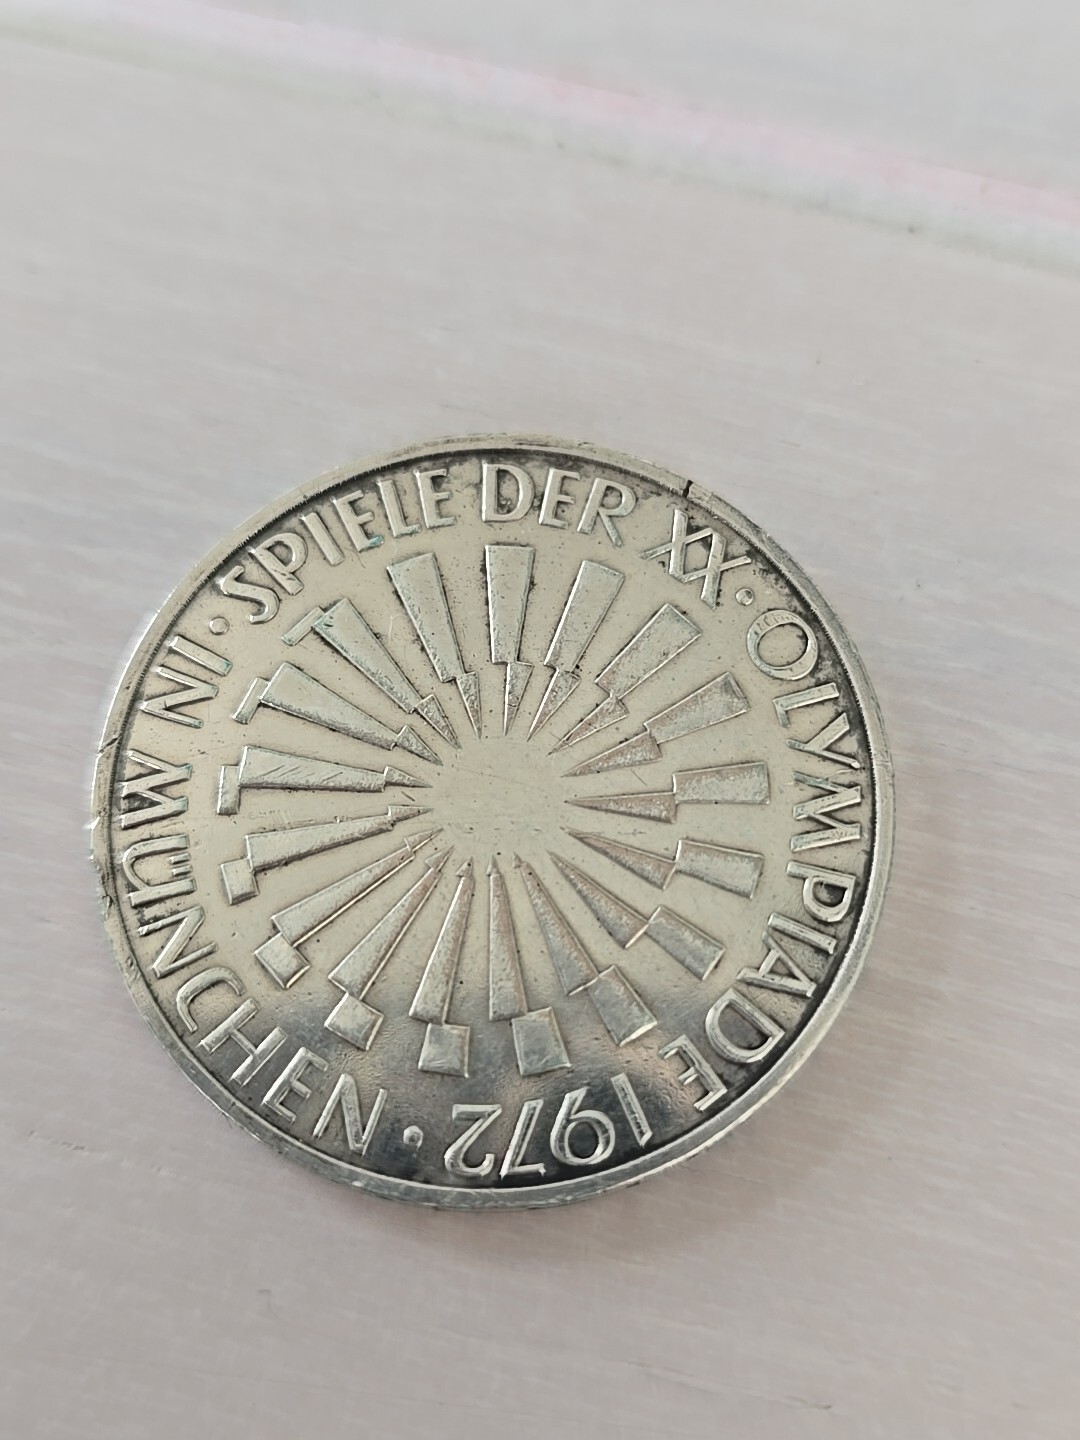 SPIELE DER XX · OLYMPIADE 1972 · IN MÜNCHEN ·